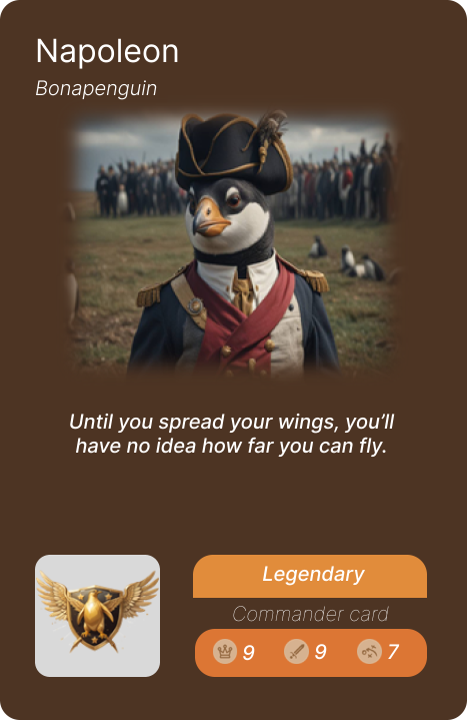 Napoleon
Bonapenguin
Until you spread your wings, you’ll
have no idea how far you can fly.
Legendary
Commander card
9 9 7